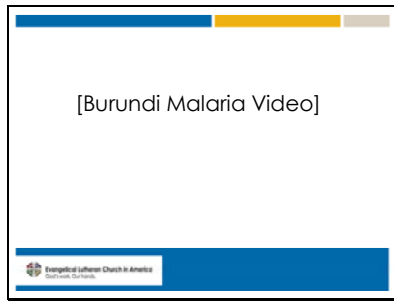 [Burundi Malaria Video]
Evangelical Lutheran Church in America
God's work. Our hands.